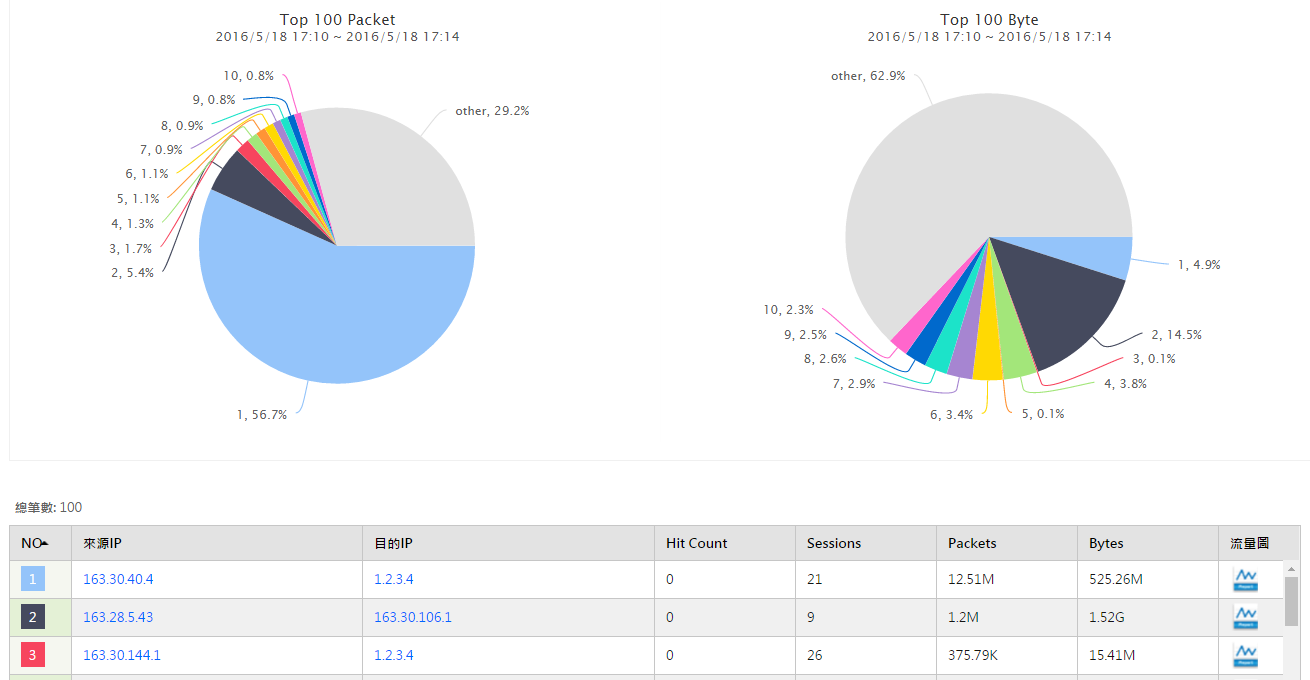 Top 100 Packet
2016/5/18 17:10 ~ 2016/5/18 17:14
10, 0.8%
9, 0.8%
8, 0.9%
7, 0.9%
6, 1.1%
5, 1.1%
4, 1.3%
3, 1.7%
2, 5.4%
1, 56.7%
other, 29.2%
Top 100 Byte
2016/5/18 17:10 ~ 2016/5/18 17:14
other, 62.9%
1, 4.9%
2, 14.5%
3, 0.1%
4, 3.8%
5, 0.1%
6, 3.4%
7, 2.9%
8, 2.6%
9, 2.5%
10, 2.3%
總筆數: 100
NO 來源IP 目的IP Hit Count Sessions Packets Bytes 流量圖
1 163.30.40.4 1.2.3.4 0 21 12.51M 525.26M
2 163.28.5.43 163.30.106.1 0 9 1.2M 1.52G
3 163.30.144.1 1.2.3.4 0 26 375.79K 15.41M